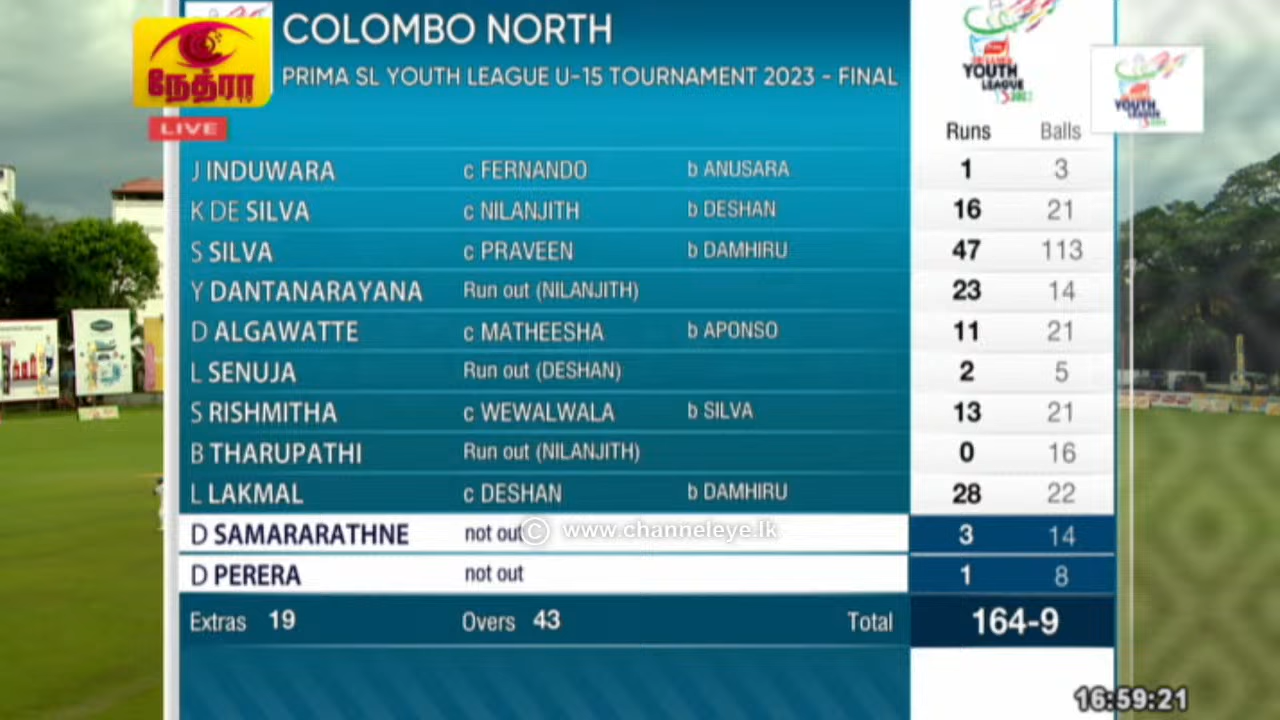 COLOMBO NORTH
PRIMA SL YOUTH LEAGUE U-15 TOURNAMENT 2023 - FINAL
நேத்ரா
LIVE
YOUTH
LEAGUE
YOUTH
LEAGUE
Runs Balls
J INDUWARA c FERNANDO b ANUSARA 1 3
K DE SILVA c NILANJITH b DESHAN 16 21
S SILVA c PRAVEEN b DAMHIRU 47 113
Y DANTANARAYANA Run out (NILANJITH) 23 14
D ALGAWATTE c MATHEESHA b APONSO 11 21
L SENUJA Run out (DESHAN) 2 5
S RISHMITHA c WEWALWALA b SILVA 13 21
B THARUPATHI Run out (NILANJITH) 0 16
L LAKMAL c DESHAN b DAMHIRU 28 22
D SAMARARATHNE not out 3 14
© www.channeleye.lk
D PERERA not out 1 8
Extras 19 Overs 43 Total 164-9
16:59:21